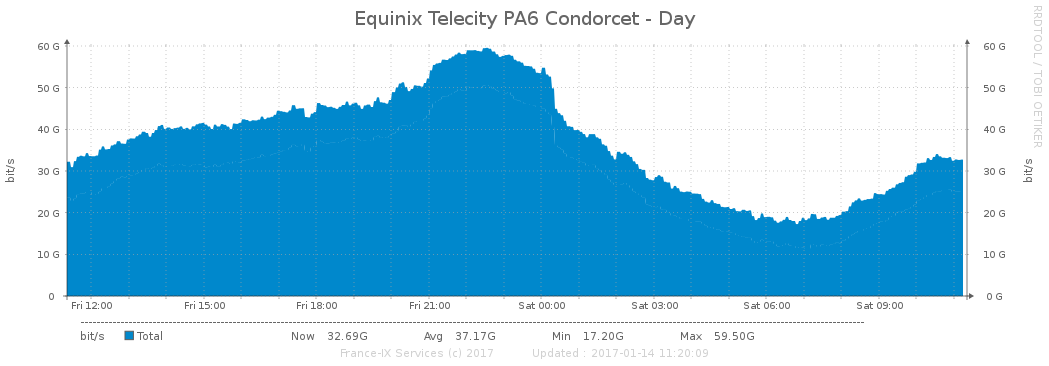 Equinix Telecity PA6 Condorcet - Day
RRDTOOL / TOBI OETIKER
60 G 60 G
50 G 50 G
40 G 40 G
30 G 30 G
20 G 20 G
10 G 10 G
0 0 G
bit/s bit/s
Fri 12:00 Fri 15:00 Fri 18:00 Fri 21:00 Sat 00:00 Sat 03:00 Sat 06:00 Sat 09:00
bit/s Total Now 32.69G Avg 37.17G Min 17.20G Max 59.50G
France-IX Services (c) 2017 Updated : 2017-01-14 11:20:09